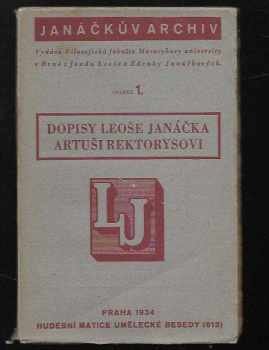 JANÁČKŮV ARCHIV
Vydává Filosofická fakulta Masarykovy university
v Brně z fondu Leoše a Zdenky Janáčkových.
SVAZEK 1.
DOPISY LEOŠE JANÁČKA
ARTUŠI REKTORYSOVI
LJ
PRAHA 1934
HUDEBNÍ MATICE UMĚLECKÉ BESEDY (612)